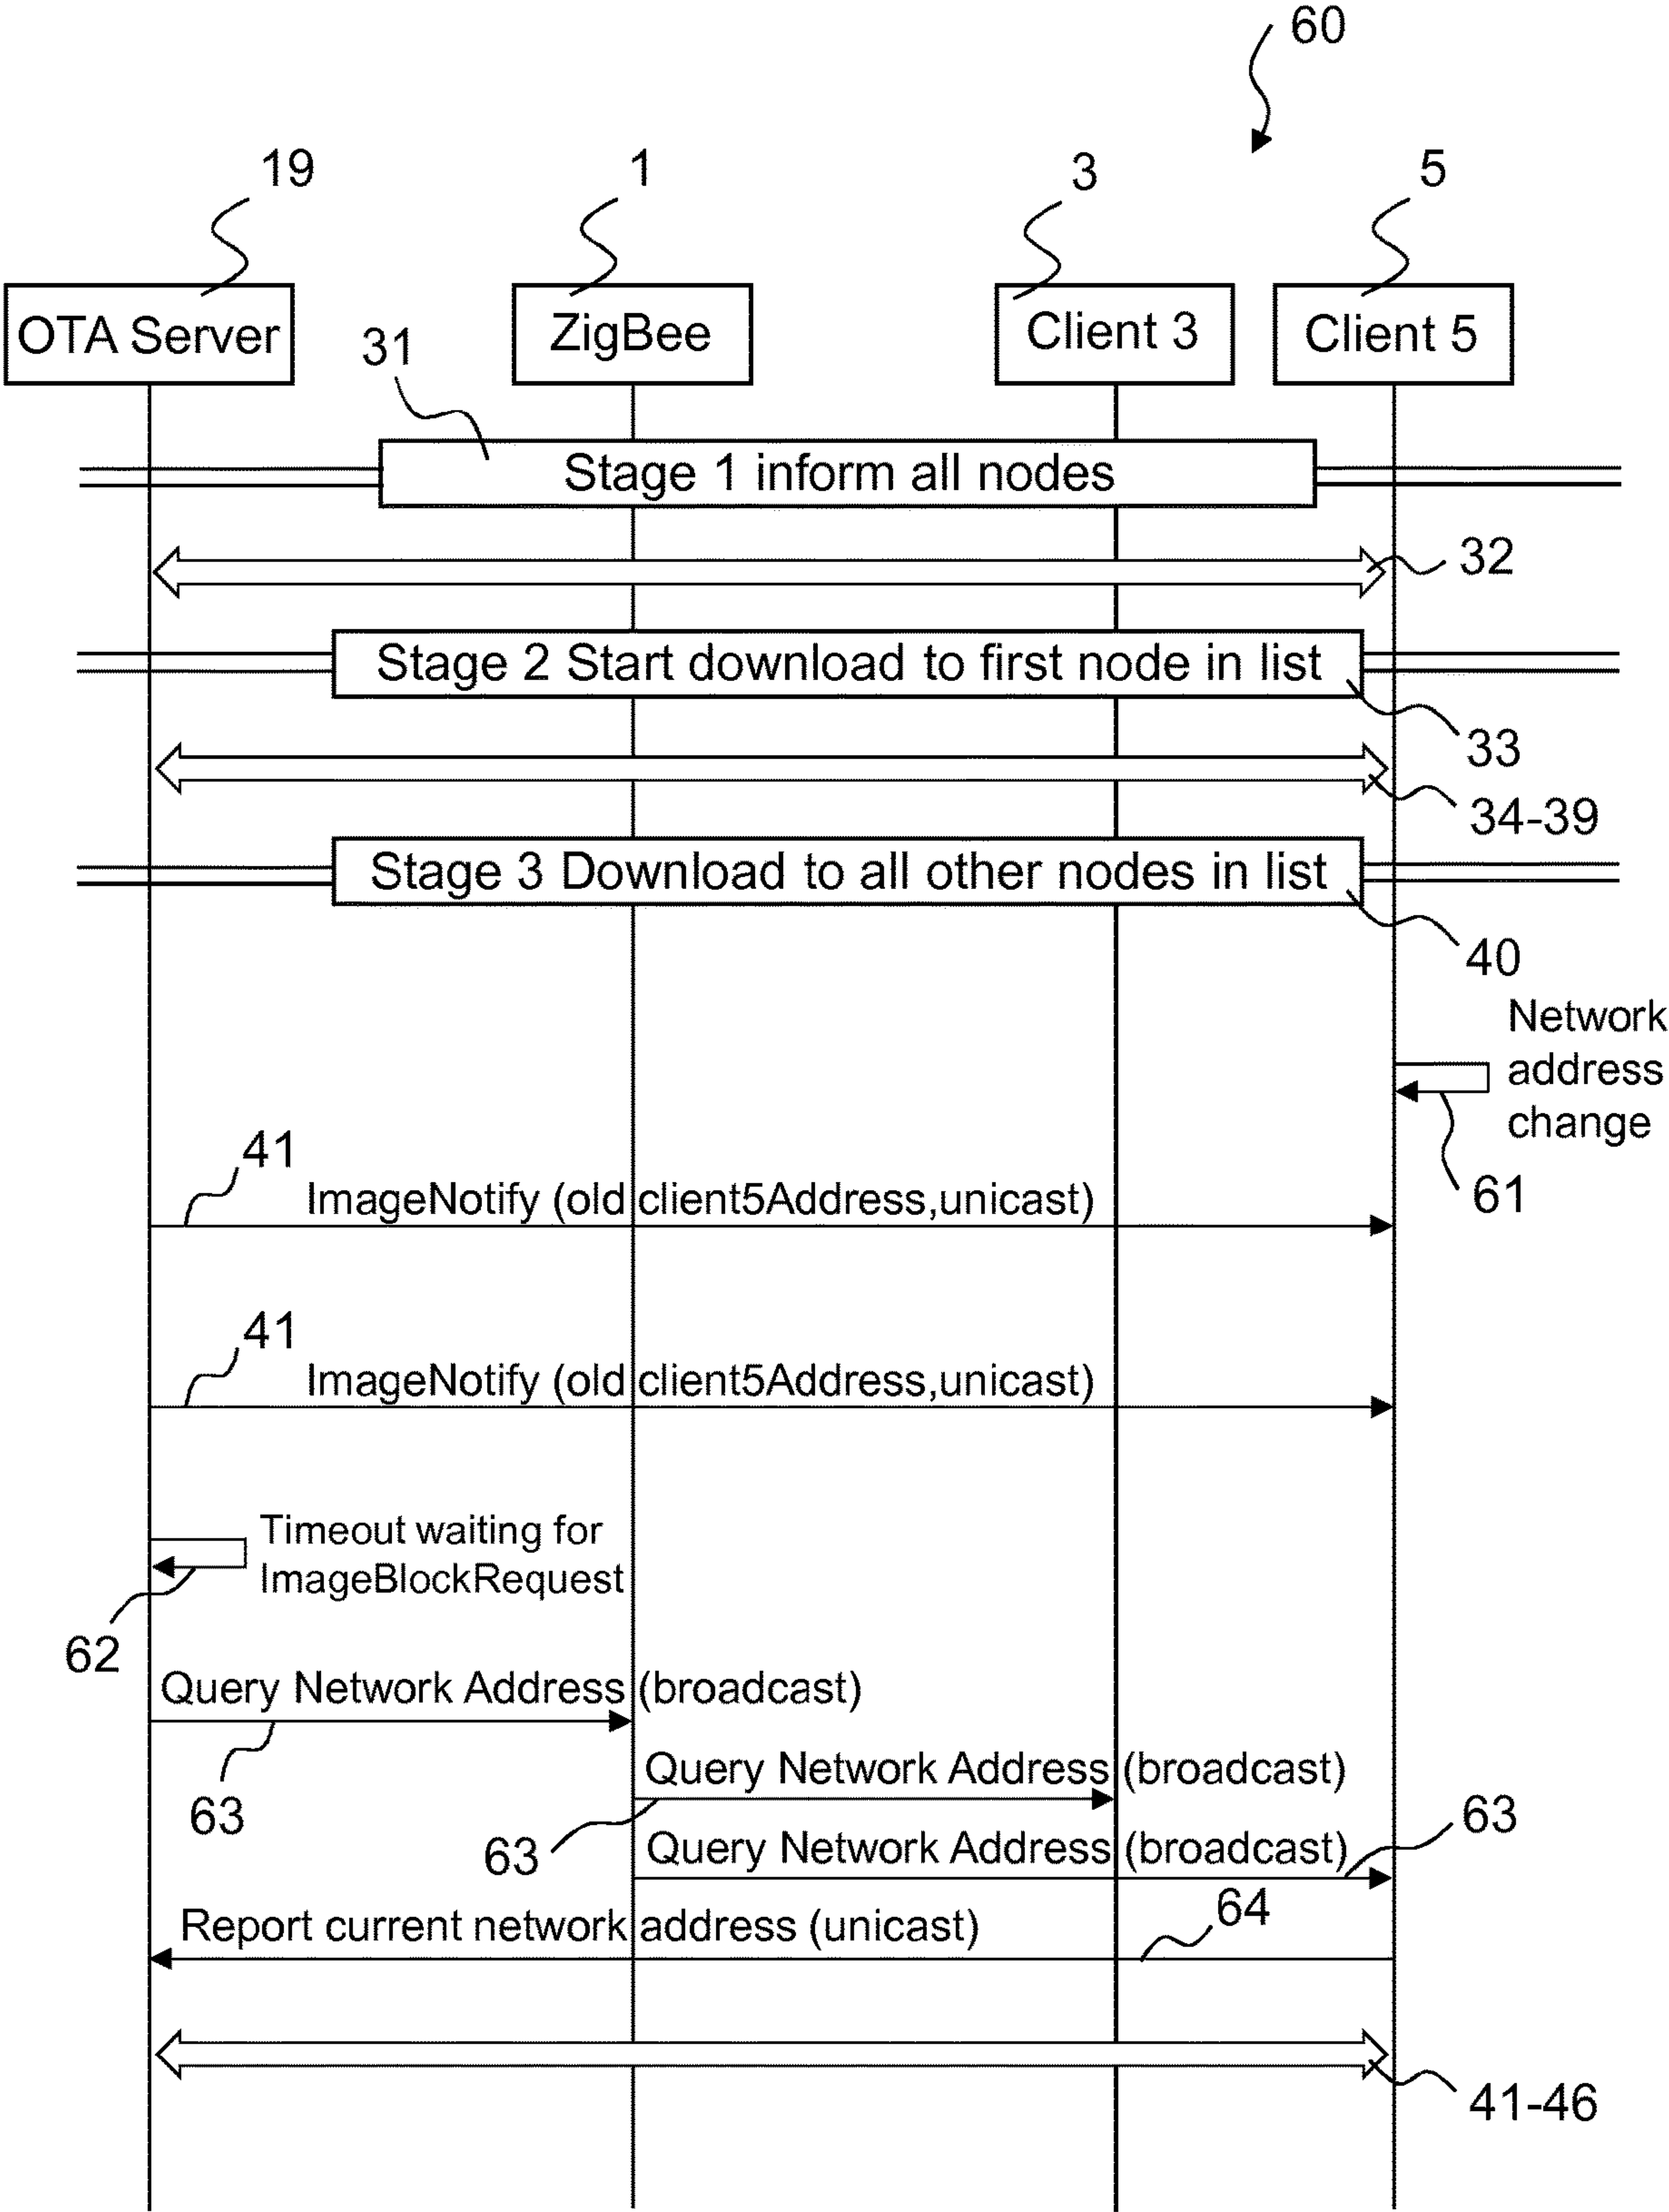 60
19
1
3
5
OTA Server
ZigBee
Client 3
Client 5
31
Stage 1 inform all nodes
32
Stage 2 Start download to first node in list
33
34-39
Stage 3 Download to all other nodes in list
40
Network
address
change
61
41
ImageNotify (old client5Address,unicast)
41
ImageNotify (old client5Address,unicast)
Timeout waiting for
ImageBlockRequest
62
Query Network Address (broadcast)
63
Query Network Address (broadcast)
63
Query Network Address (broadcast)
63
Report current network address (unicast)
64
41-46